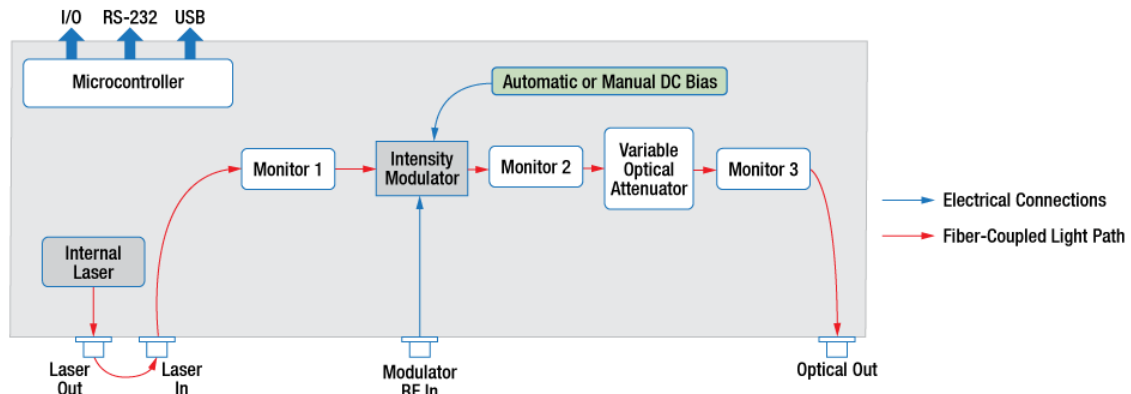 I/O RS-232 USB
Microcontroller
Automatic or Manual DC Bias
Monitor 1
Intensity
Modulator
Monitor 2
Variable
Optical
Attenuator
Monitor 3
Electrical Connections
Fiber-Coupled Light Path
Internal
Laser
Laser
Out
Laser
In
Modulator
RF In
Optical Out